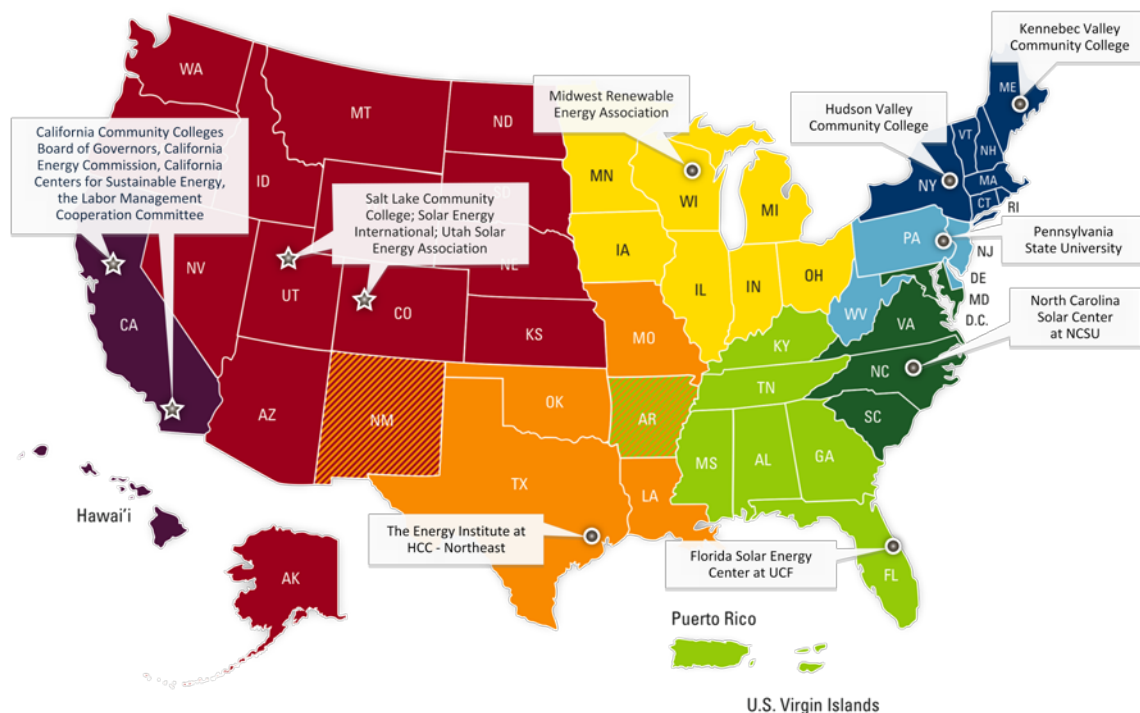 Kennebec Valley
Community College
WA
ME
MT
ND
Midwest Renewable
Energy Association
Hudson Valley
Community College
VT
NH
California Community Colleges
Board of Governors, California
Energy Commission, California
Centers for Sustainable Energy,
the Labor Management
Cooperation Committee
ID
MN
WI
MI
NY
MA
CT
RI
SD
Salt Lake Community
College; Solar Energy
International; Utah Solar
Energy Association
Pennsylvania
State University
PA
NJ
IA
NE
NV
UT
CO
IL
IN
OH
DE
MD
D.C.
WV
VA
North Carolina
Solar Center
at NCSU
CA
KS
MO
KY
NC
TN
AZ
NM
OK
AR
SC
MS
AL
GA
TX
LA
Hawai‘i
The Energy Institute at
HCC - Northeast
Florida Solar Energy
Center at UCF
FL
AK
Puerto Rico
U.S. Virgin Islands